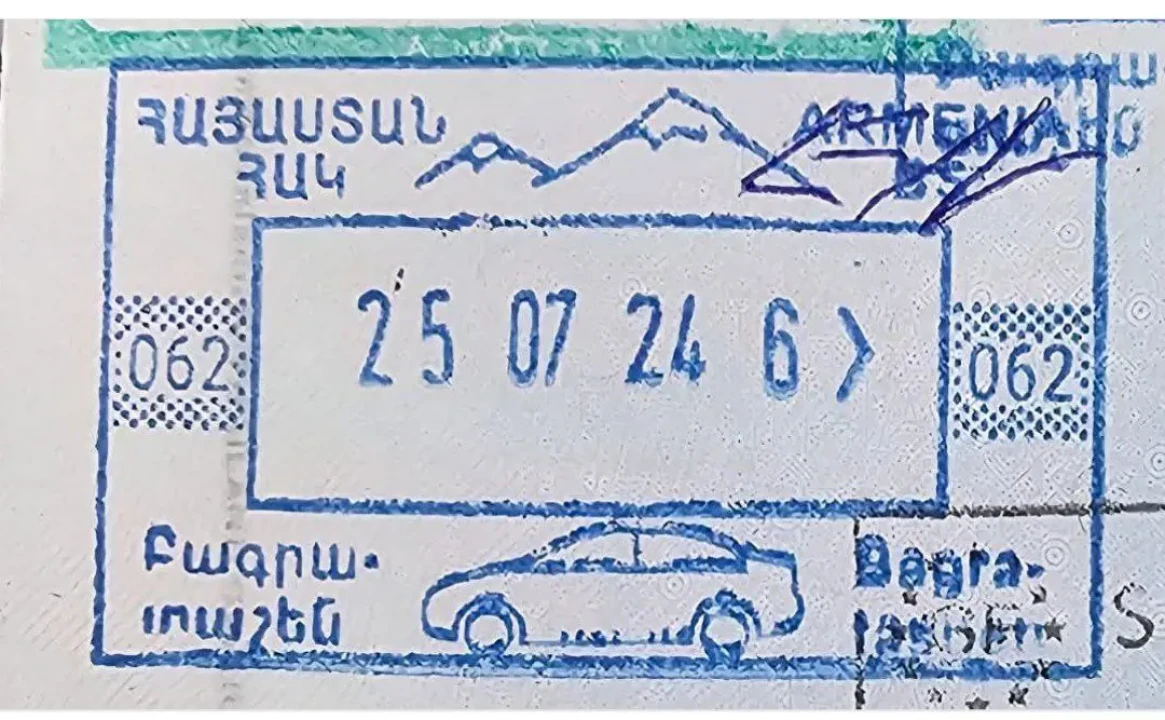 ՀԱՅԱՍՏԱՆ ARMENIA
ՀԱԿ
25 07 24 6 >
062 062
Բագրա- Bagra-
տաշեն
S